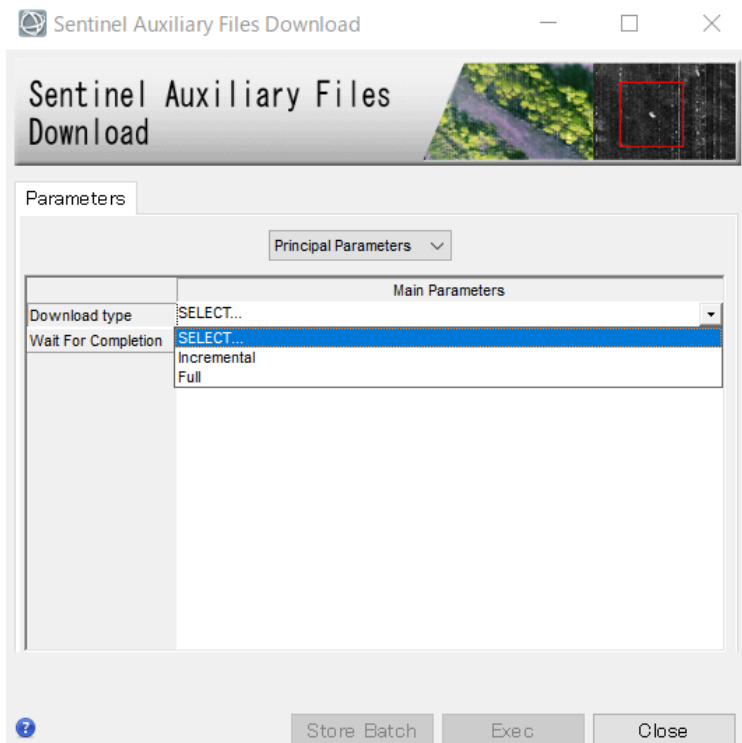 Sentinel Auxiliary Files Download
Sentinel Auxiliary Files
Download
Parameters
Principal Parameters
Main Parameters
Download type SELECT...
Wait For Completion SELECT...
Incremental
Full
Store Batch Exec Close